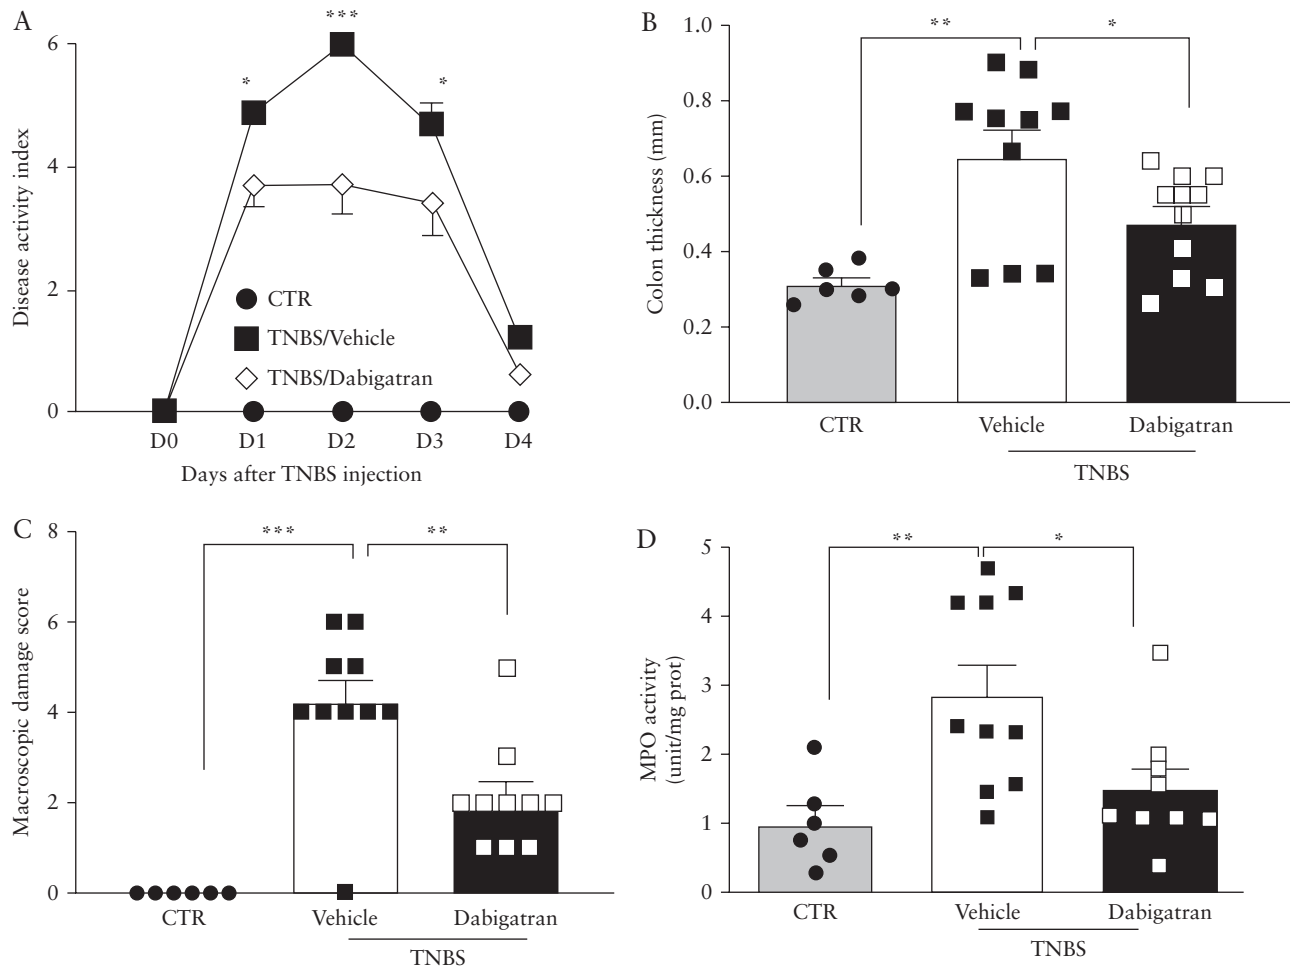 A
***
6
*
*
4
Disease activity index
2
CTR
TNBS/Vehicle
TNBS/Dabigatran
0
D0 D1 D2 D3 D4
Days after TNBS injection
B
1.0
** *
0.8
Colon thickness (mm)
0.6
0.4
0.2
0.0
CTR Vehicle Dabigatran
TNBS
C
8
*** **
6
Macroscopic damage score
4
2
0
CTR Vehicle Dabigatran
TNBS
D
5
** *
4
3
MPO activity
(unit/mg prot)
2
1
0
CTR Vehicle Dabigatran
TNBS